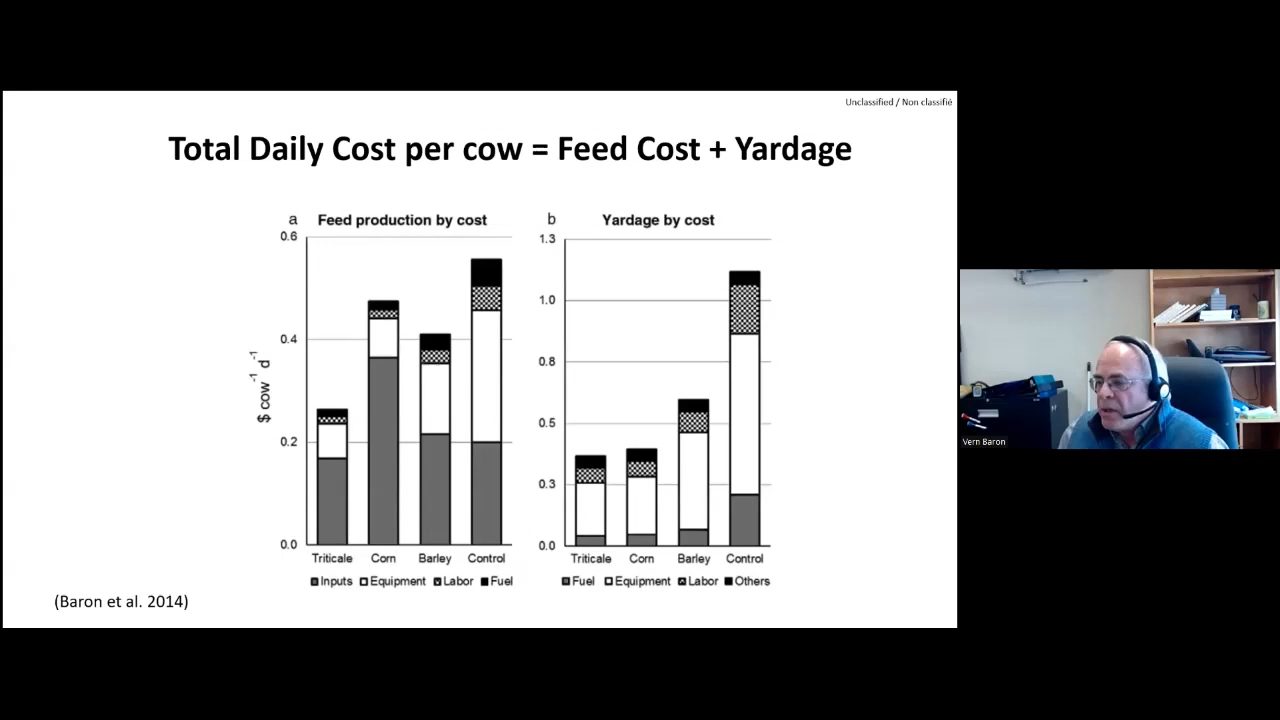 Unclassified / Non classifié
Total Daily Cost per cow = Feed Cost + Yardage
a Feed production by cost
0.6
0.4
0.2
0.0
$ cow⁻¹ d⁻¹
Triticale Corn Barley Control
Inputs Equipment Labor Fuel
b Yardage by cost
1.3
1.0
0.8
0.5
0.3
0.0
Triticale Corn Barley Control
Fuel Equipment Labor Others
(Baron et al. 2014)
Vern Baron